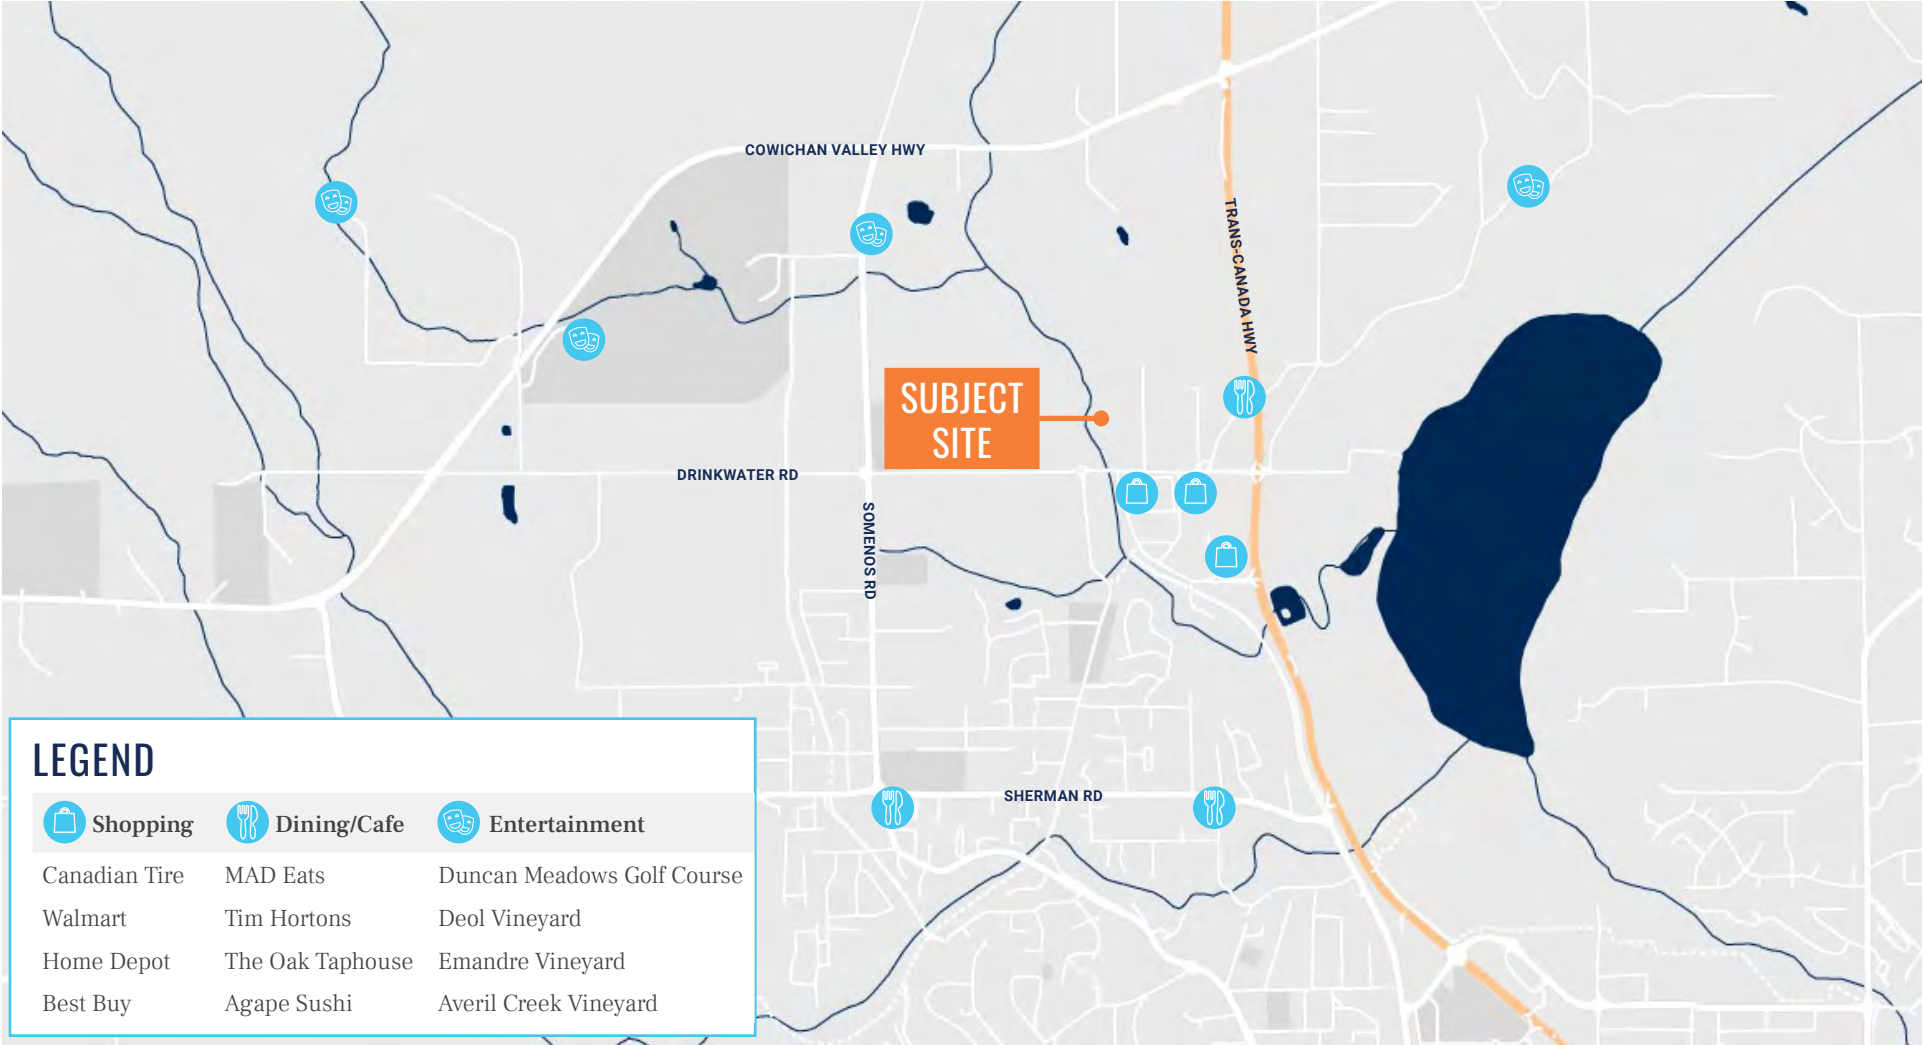 COWICHAN VALLEY HWY
TRANS-CANADA HWY
SUBJECT
SITE
DRINKWATER RD
SOMENOS RD
SHERMAN RD
LEGEND
Shopping Dining/Cafe Entertainment
Canadian Tire MAD Eats Duncan Meadows Golf Course
Walmart Tim Hortons Deol Vineyard
Home Depot The Oak Taphouse Emandre Vineyard
Best Buy Agape Sushi Averil Creek Vineyard